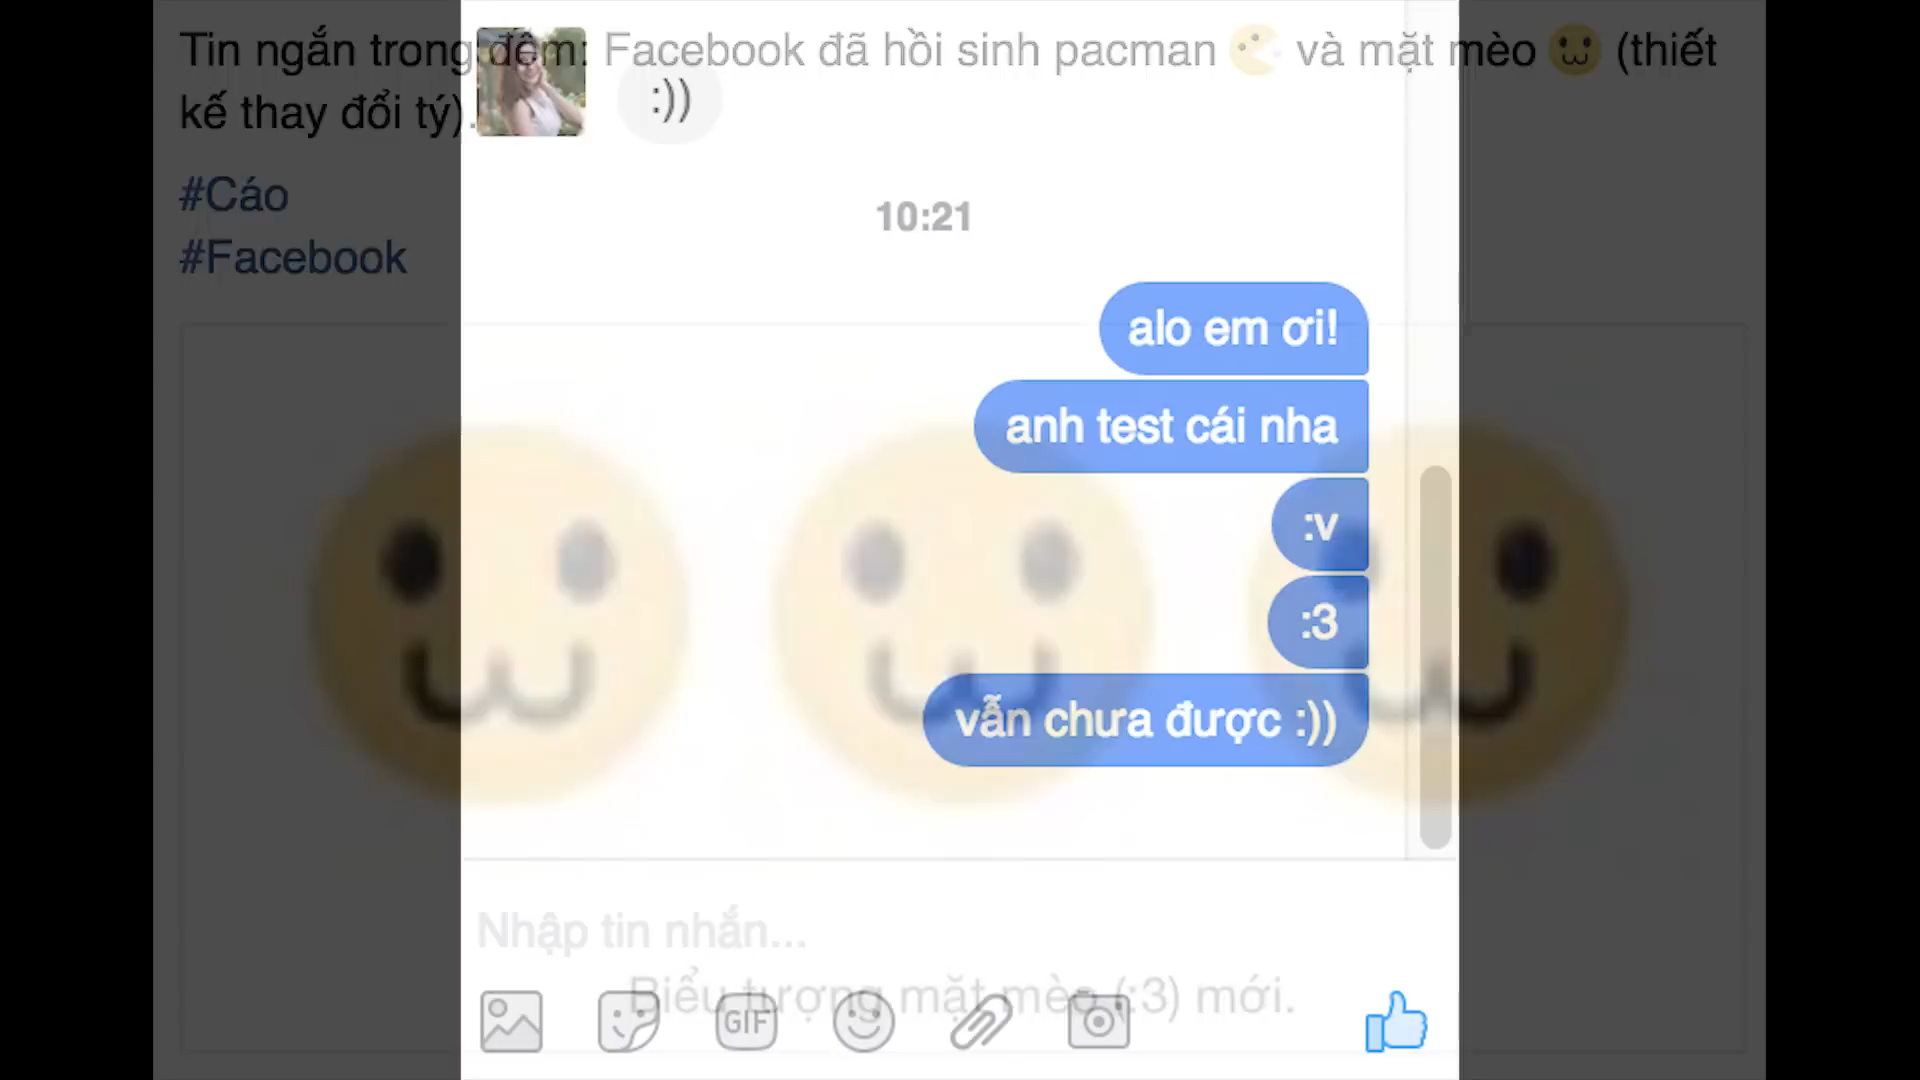 Tin ngắn trong đêm: Facebook đã hồi sinh pacman và mặt mèo (thiết
kế thay đổi tý).
:))
#Cáo
10:21
#Facebook
alo em ơi!
anh test cái nha
:v
:3
vẫn chưa được :))
Nhập tin nhắn...
Biểu tượng mặt mèo (:3) mới.
GIF